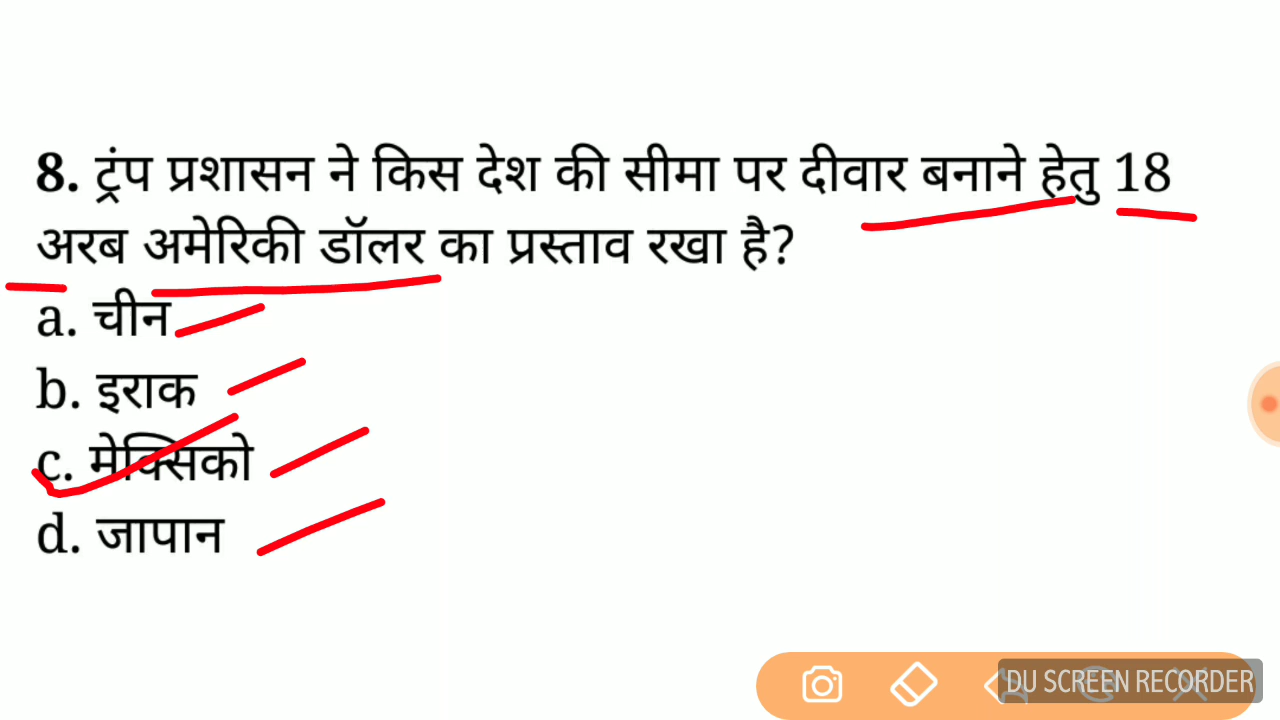 8. ट्रंप प्रशासन ने किस देश की सीमा पर दीवार बनाने हेतु 18
अरब अमेरिकी डॉलर का प्रस्ताव रखा है?
a. चीन
b. इराक
c. मेक्सिको
d. जापान
DU SCREEN RECORDER